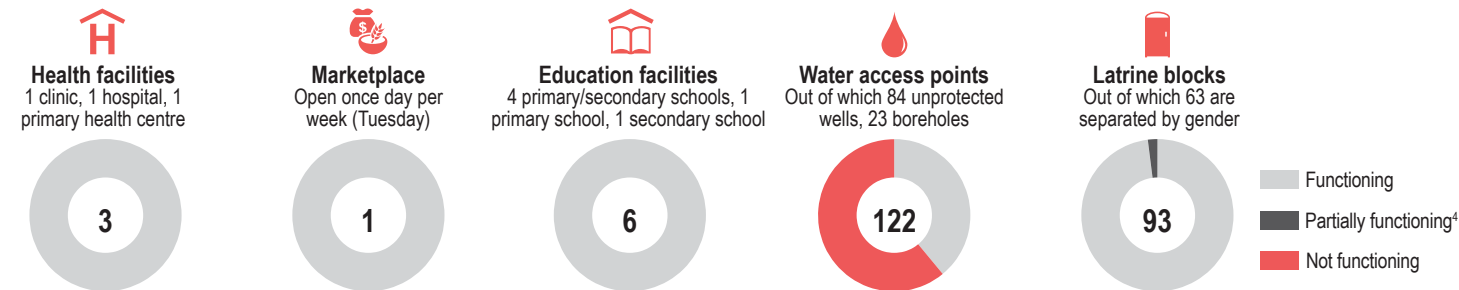 H
$
Health facilities
1 clinic, 1 hospital, 1
primary health centre
3
Marketplace
Open once day per
week (Tuesday)
1
Education facilities
4 primary/secondary schools, 1
primary school, 1 secondary school
6
Water access points
Out of which 84 unprotected
wells, 23 boreholes
122
Latrine blocks
Out of which 63 are
separated by gender
93
Functioning
Partially functioning⁴
Not functioning